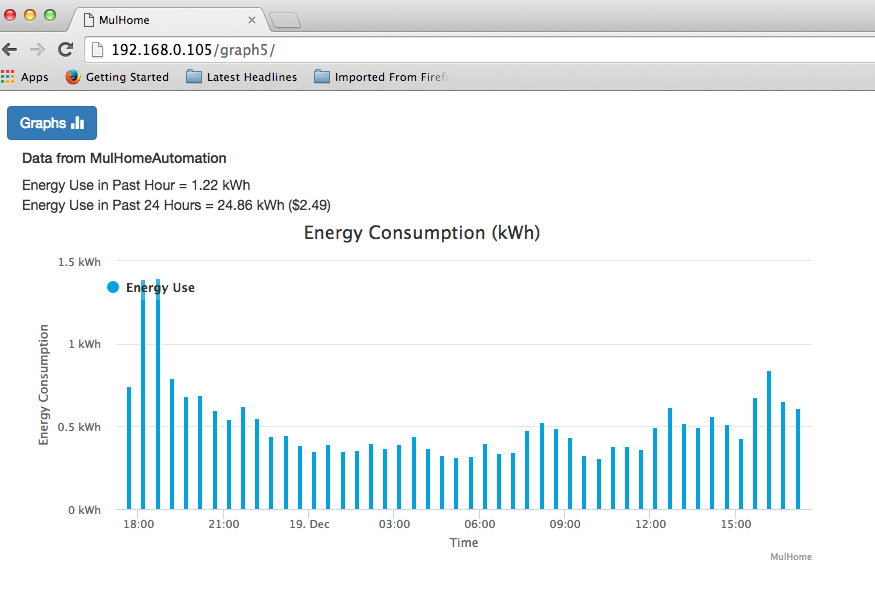 MulHome
192.168.0.105/graph5/
Apps Getting Started Latest Headlines Imported From Firef
Graphs
Data from MulHomeAutomation
Energy Use in Past Hour = 1.22 kWh
Energy Use in Past 24 Hours = 24.86 kWh ($2.49)
Energy Consumption (kWh)
1.5 kWh
Energy Use
1 kWh
Energy Consumption
0.5 kWh
0 kWh
18:00 21:00 19. Dec 03:00 06:00 09:00 12:00 15:00
Time
MulHome